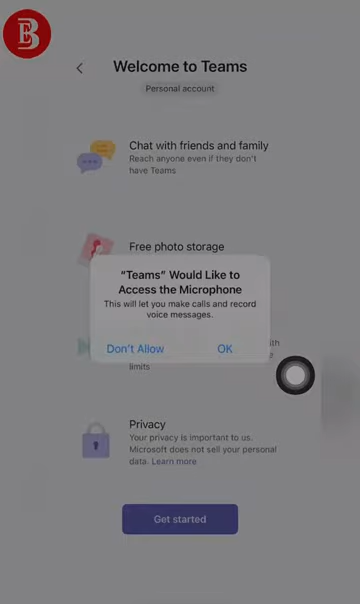 B
Welcome to Teams
Personal account
Chat with friends and family
Reach anyone even if they don't
have Teams
Free photo storage
“Teams” Would Like to
Access the Microphone
This will let you make calls and record
voice messages.
Don't Allow
OK
limits
Privacy
Your privacy is important to us.
Microsoft does not sell your personal
data. Learn more
Get started